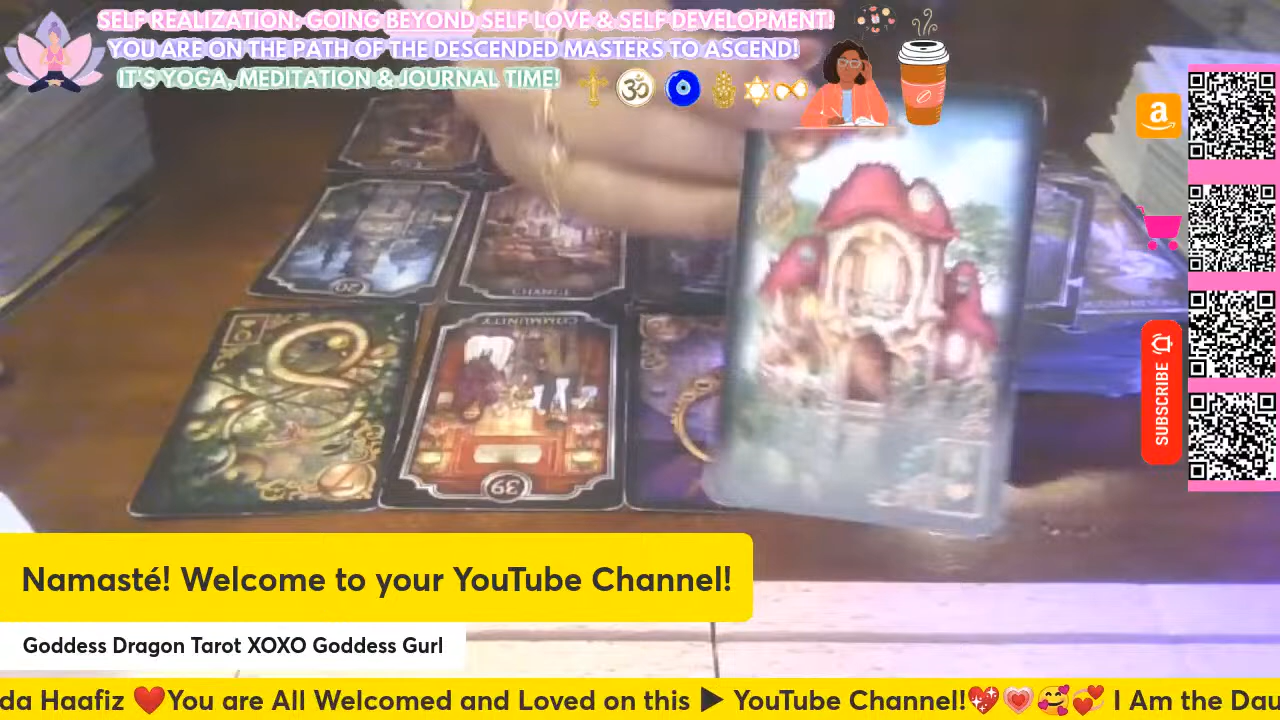 SELF REALIZATION: GOING BEYOND SELF LOVE & SELF DEVELOPMENT!
YOU ARE ON THE PATH OF THE DESCENDED MASTERS TO ASCEND!
IT'S YOGA, MEDITATION & JOURNAL TIME!
ॐ
a
SUBSCRIBE
20
CHANGE
COMMUNITY
39
Namasté! Welcome to your YouTube Channel!
Goddess Dragon Tarot XOXO Goddess Gurl
da Haafiz ❤️You are All Welcomed and Loved on this ▶ YouTube Channel!💖💗🥰💞 I Am the Dau